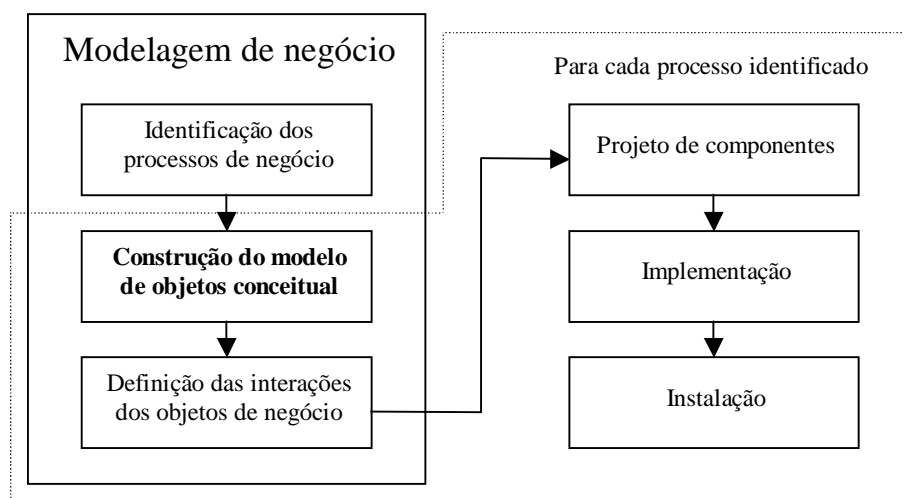 Modelagem de negócio
Identificação dos
processos de negócio
Construção do modelo
de objetos conceitual
Definição das interações
dos objetos de negócio
Para cada processo identificado
Projeto de componentes
Implementação
Instalação